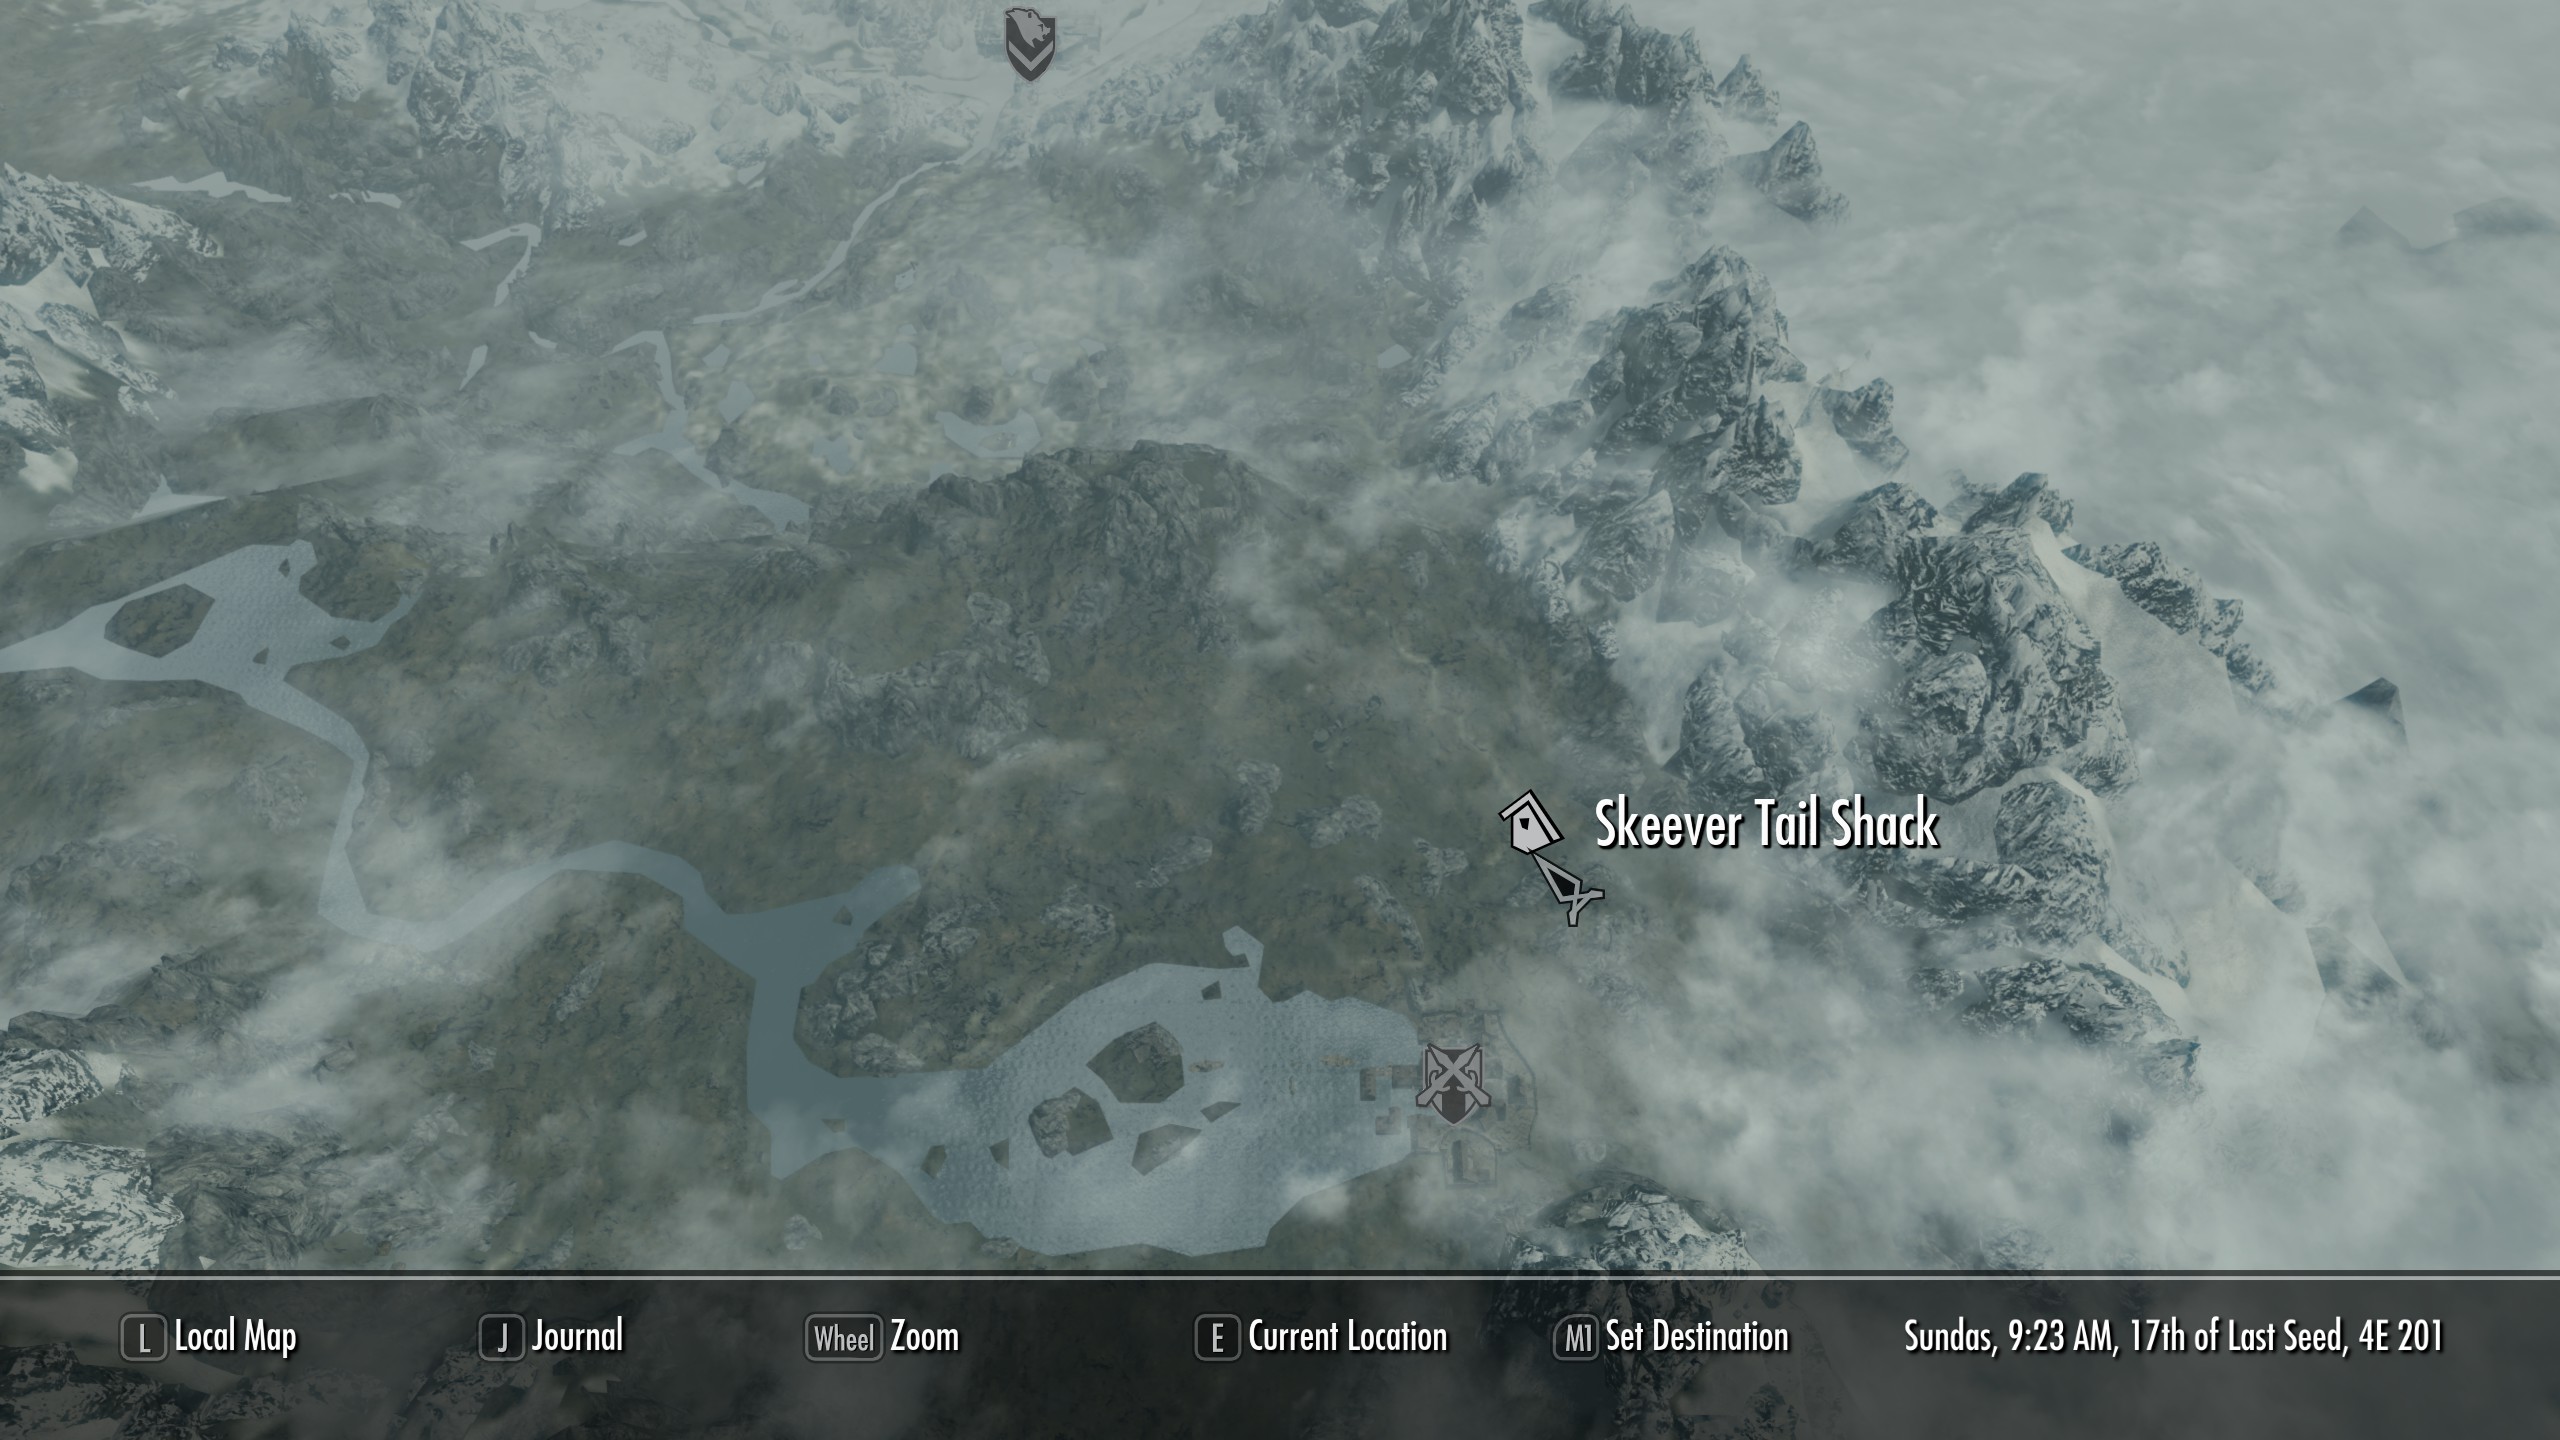 Skeever Tail Shack
L Local Map
J Journal
Wheel Zoom
E Current Location
M1 Set Destination
Sundas, 9:23 AM, 17th of Last Seed, 4E 201